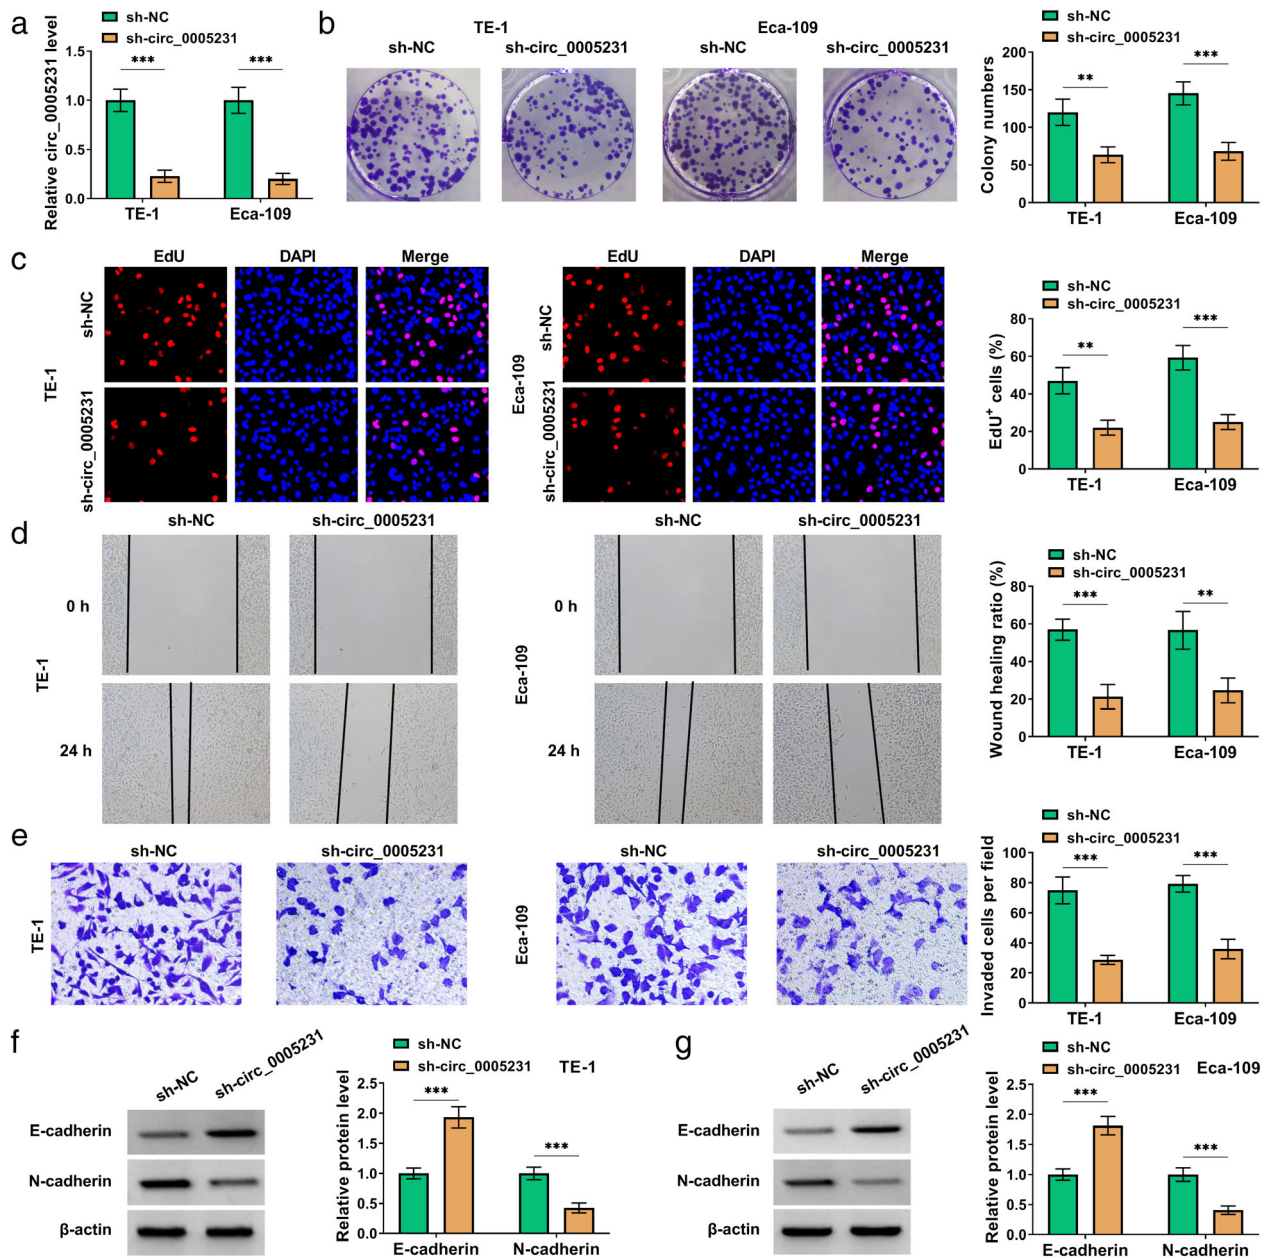 a
sh-NC
sh-circ_0005231
Relative circ_0005231 level
1.5
1.0
0.5
0.0
***
***
TE-1
Eca-109
b
TE-1
Eca-109
sh-NC
sh-circ_0005231
sh-NC
sh-circ_0005231
sh-NC
sh-circ_0005231
Colony numbers
200
150
100
50
0
**
***
TE-1
Eca-109
c
EdU
DAPI
Merge
TE-1
sh-NC
sh-circ_0005231
EdU
DAPI
Merge
Eca-109
sh-NC
sh-circ_0005231
sh-NC
sh-circ_0005231
EdU+ cells (%)
80
60
40
20
0
**
***
TE-1
Eca-109
d
sh-NC
sh-circ_0005231
TE-1
0 h
24 h
sh-NC
sh-circ_0005231
Eca-109
0 h
24 h
sh-NC
sh-circ_0005231
Wound healing ratio (%)
80
60
40
20
0
***
**
TE-1
Eca-109
e
sh-NC
sh-circ_0005231
TE-1
sh-NC
sh-circ_0005231
Eca-109
sh-NC
sh-circ_0005231
Invaded cells per field
100
80
60
40
20
0
***
***
TE-1
Eca-109
f
sh-NC
sh-circ_0005231
E-cadherin
N-cadherin
β-actin
sh-NC
sh-circ_0005231
TE-1
Relative protein level
2.5
2.0
1.5
1.0
0.5
0.0
***
***
E-cadherin
N-cadherin
g
sh-NC
sh-circ_0005231
E-cadherin
N-cadherin
β-actin
sh-NC
sh-circ_0005231
Eca-109
Relative protein level
2.5
2.0
1.5
1.0
0.5
0.0
***
***
E-cadherin
N-cadherin